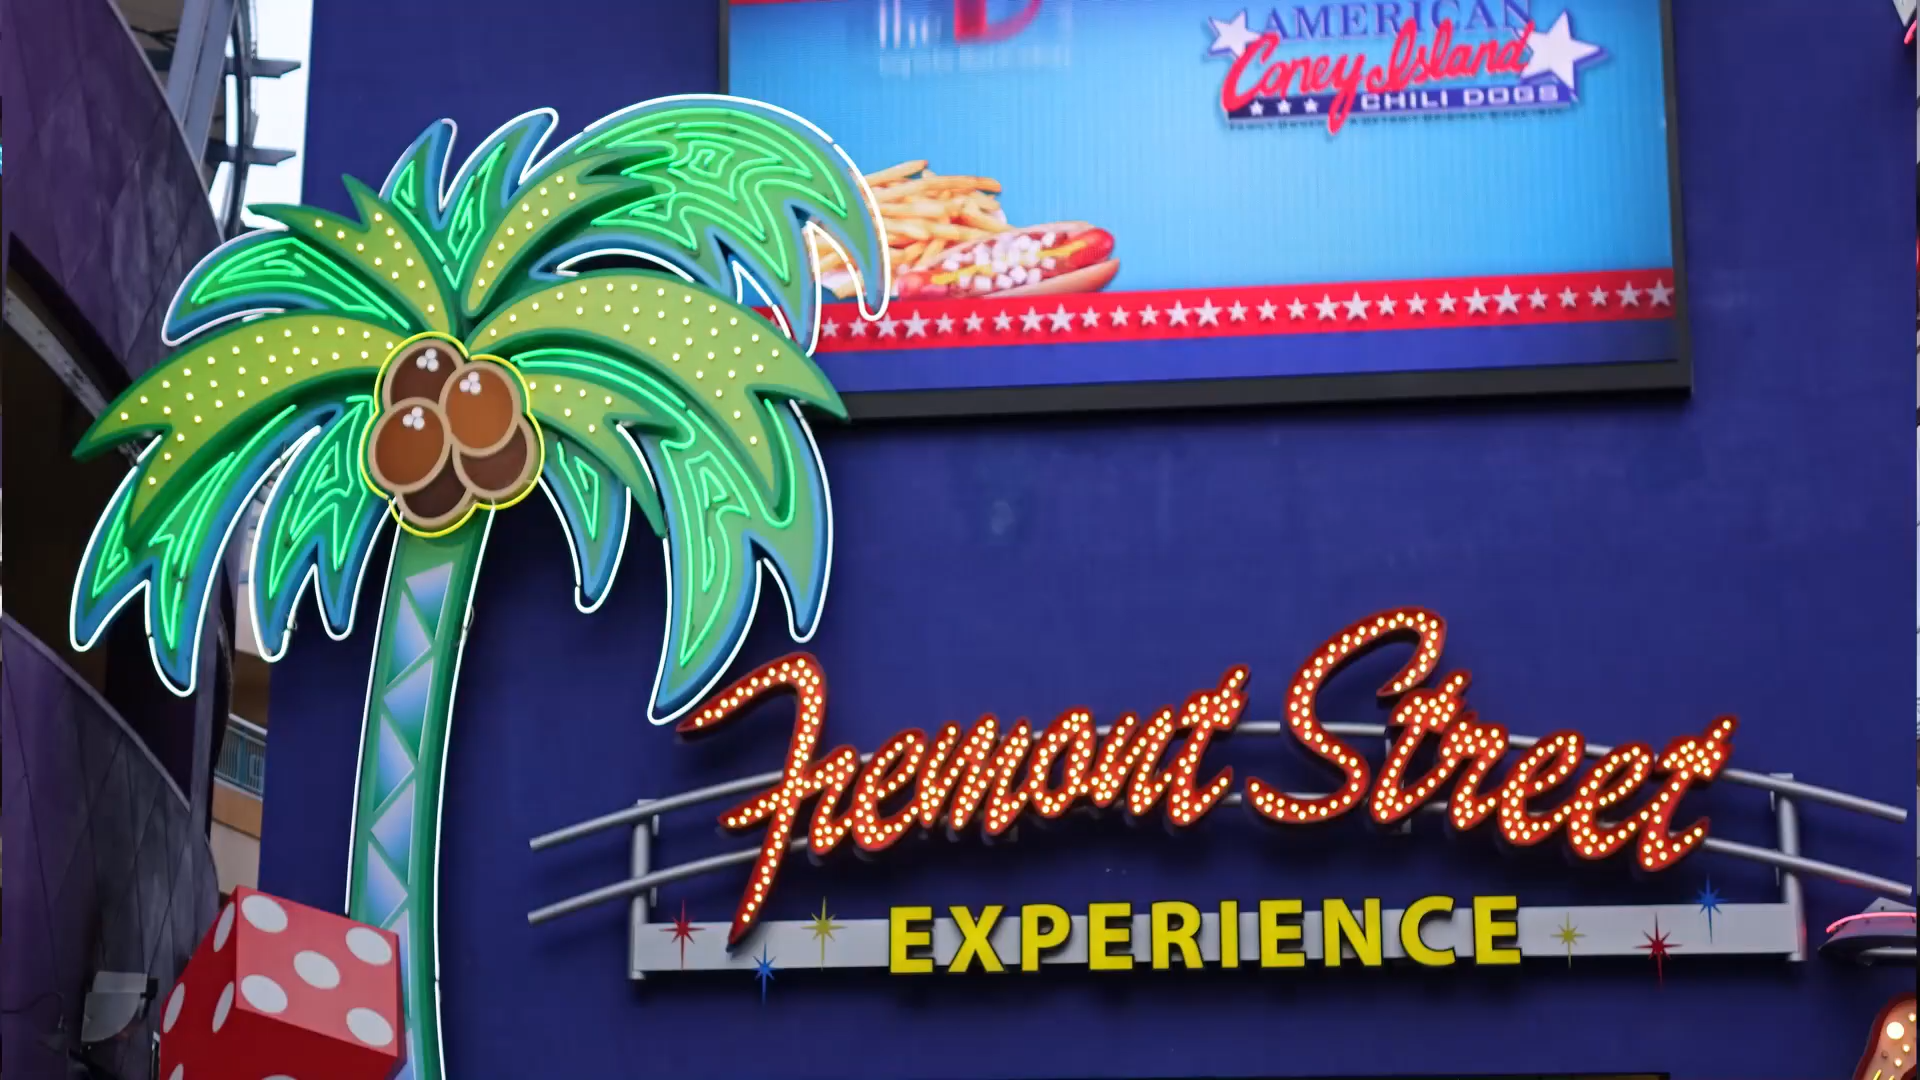 AMERICAN
Coney Island
CHILI DOGS
Fremont Street
EXPERIENCE